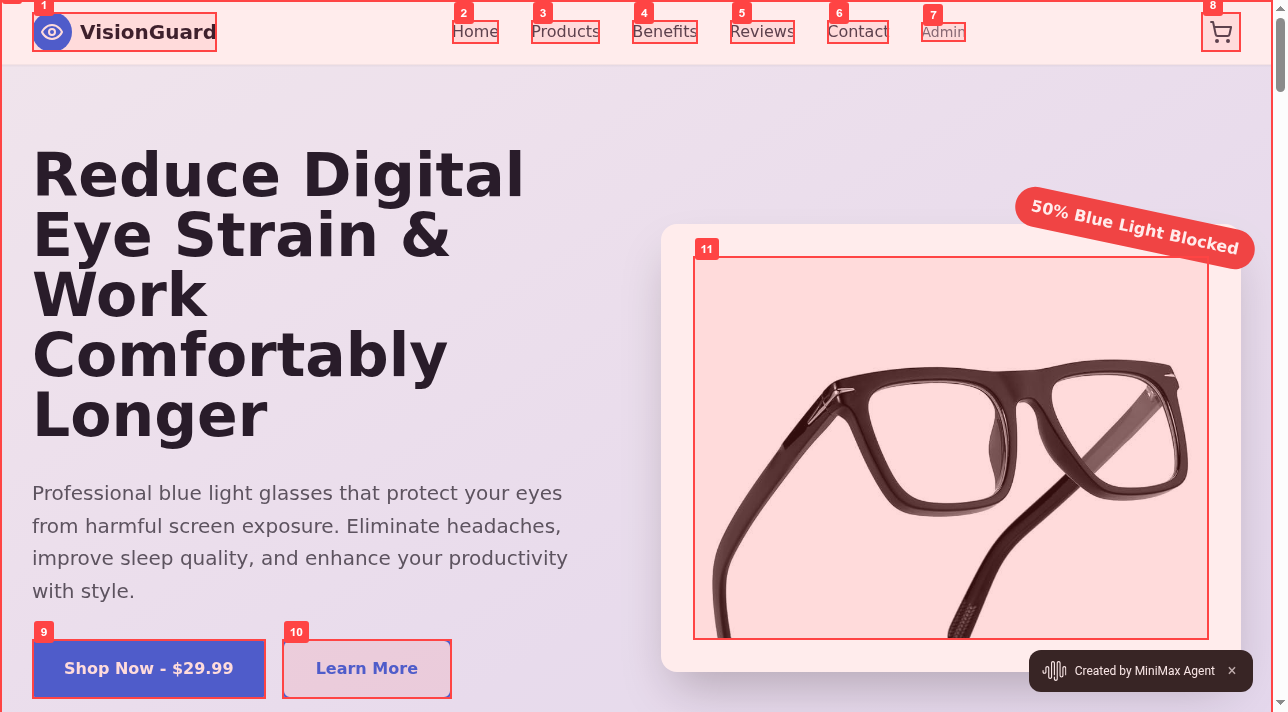 1
VisionGuard
2
Home
3
Products
4
Benefits
5
Reviews
6
Contact
7
Admin
8
Reduce Digital
Eye Strain &
Work
Comfortably
Longer
Professional blue light glasses that protect your eyes
from harmful screen exposure. Eliminate headaches,
improve sleep quality, and enhance your productivity
with style.
9
Shop Now - $29.99
10
Learn More
50% Blue Light Blocked
11
Created by MiniMax Agent ×